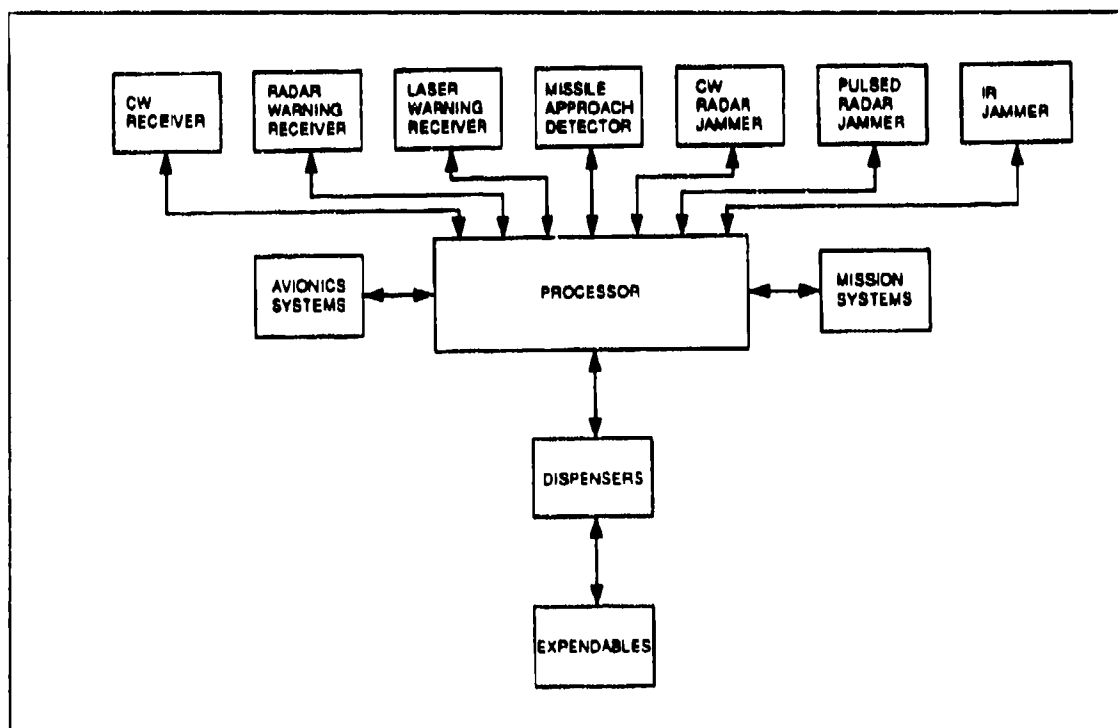 CW
RECEIVER
RADAR
WARNING
RECEIVER
LASER
WARNING
RECEIVER
MISSILE
APPROACH
DETECTOR
CW
RADAR
JAMMER
PULSED
RADAR
JAMMER
IR
JAMMER
AVIONICS
SYSTEMS
PROCESSOR
MISSION
SYSTEMS
DISPENSERS
EXPENDABLES